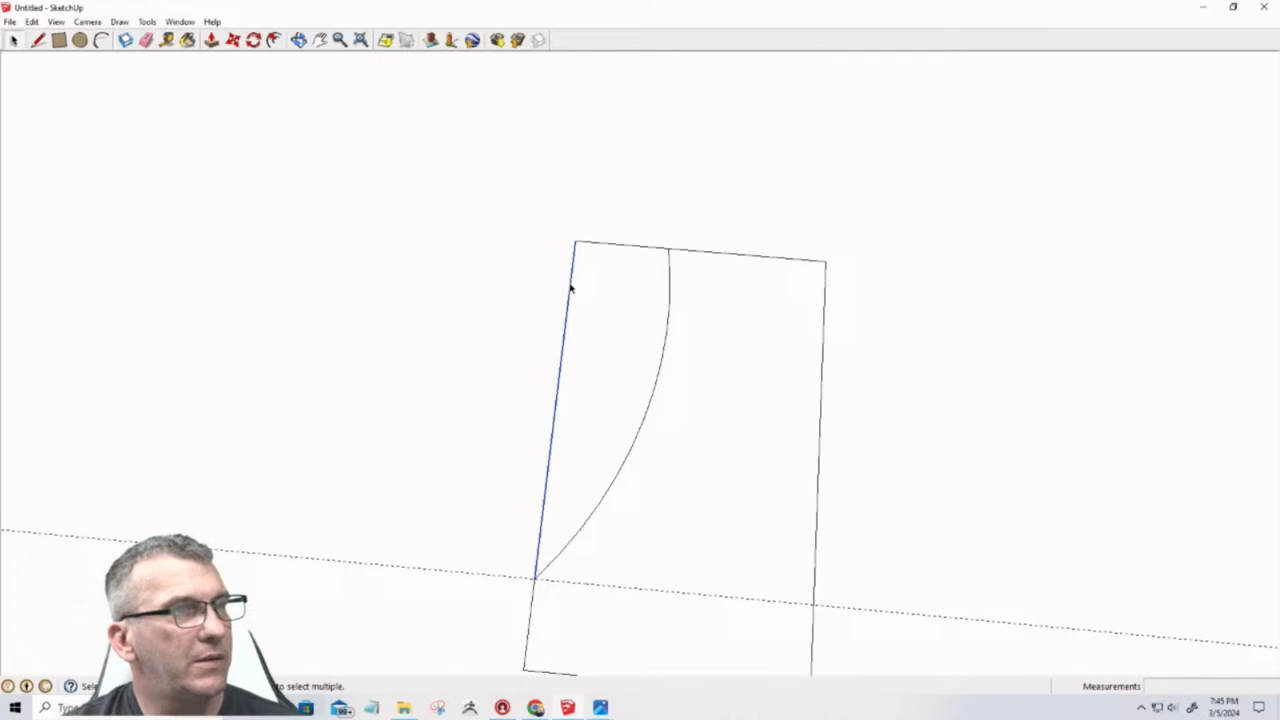 Untitled - SketchUp
File Edit View Camera Draw Tools Window Help
to select multiple.
Measurements
99+
7:45 PM
3/5/2024